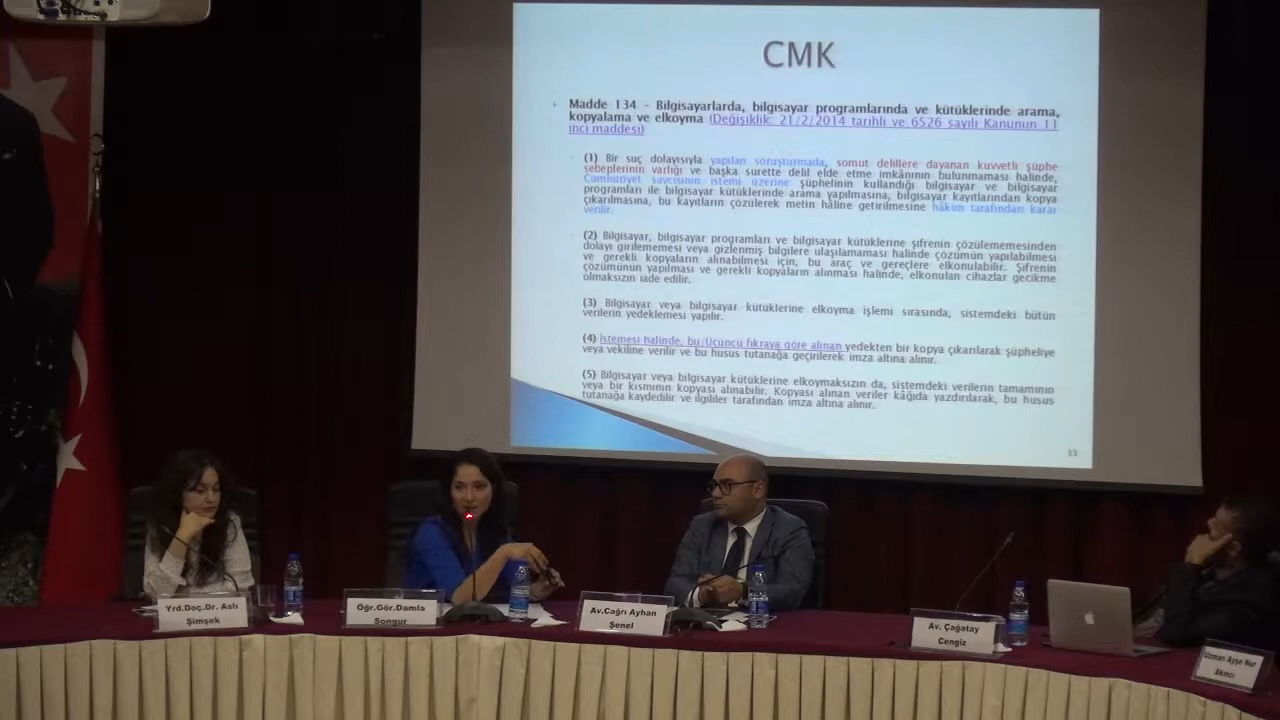 CMK
Madde 134 – Bilgisayarlarda, bilgisayar programlarında ve kütüklerinde arama,
kopyalama ve elkoyma (Değişiklik: 21/2/2014 tarihli ve 6526 sayılı Kanunun 11
inci maddesi)
(1) Bir suç dolayısıyla yapılan soruşturmada, somut delillere dayanan kuvvetli şüphe
sebeplerinin varlığı ve başka surette delil elde etme imkânının bulunmaması halinde,
Cumhuriyet savcısının istemi üzerine şüphelinin kullandığı bilgisayar ve bilgisayar
programları ile bilgisayar kütüklerinde arama yapılmasına, bilgisayar kayıtlarından kopya
çıkarılmasına, bu kayıtların çözülerek metin hâline getirilmesine hâkim tarafından karar
verilir.
(2) Bilgisayar, bilgisayar programları ve bilgisayar kütüklerine şifrenin çözülememesinden
dolayı girilememesi veya gizlenmiş bilgilere ulaşılamaması halinde çözümün yapılabilmesi
ve gerekli kopyaların alınabilmesi için, bu araç ve gereçlere elkonulabilir. Şifrenin
çözümünün yapılması ve gerekli kopyaların alınması halinde, elkonulan cihazlar gecikme
olmaksızın iade edilir.
(3) Bilgisayar veya bilgisayar kütüklerine elkoyma işlemi sırasında, sistemdeki bütün
verilerin yedeklemesi yapılır.
(4) İstemesi halinde, bu Üçüncü fıkraya göre alınan yedekten bir kopya çıkarılarak şüpheliye
veya vekiline verilir ve bu husus tutanağa geçirilerek imza altına alınır.
(5) Bilgisayar veya bilgisayar kütüklerine elkoymaksızın da, sistemdeki verilerin tamamının
veya bir kısmının kopyası alınabilir. Kopyası alınan veriler kâğıda yazdırılarak, bu husus
tutanağa kaydedilir ve ilgililer tarafından imza altına alınır.
33
Yrd.Doç.Dr. Aslı
Şimşek
Öğr.Gör.Damla
Songur
Av.Cağrı Ayhan
Şenel
Av. Çağatay
Cengiz
Uzman Ayşe Nur
Akıncı